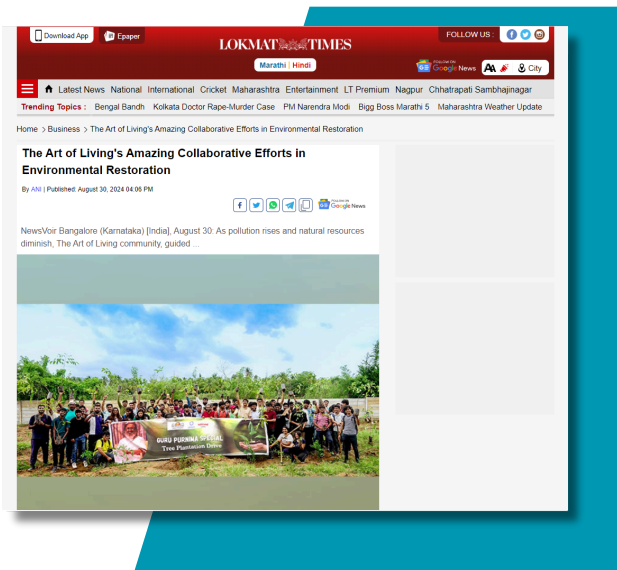 Download App
Epaper
LOKMAT TIMES
FOLLOW US :
Marathi | Hindi
FOLLOW ON
Google News
AA
City
Latest News National International Cricket Maharashtra Entertainment LT Premium Nagpur Chhatrapati Sambhajinagar
Trending Topics : Bengal Bandh Kolkata Doctor Rape-Murder Case PM Narendra Modi Bigg Boss Marathi 5 Maharashtra Weather Update
Home > Business > The Art of Living's Amazing Collaborative Efforts in Environmental Restoration
The Art of Living's Amazing Collaborative Efforts in
Environmental Restoration
By ANI | Published: August 30, 2024 04:06 PM
FOLLOW ON
Google News
NewsVoir Bangalore (Karnataka) [India], August 30: As pollution rises and natural resources
diminish, The Art of Living community, guided ...
GURU PURNIMA SPECIAL
Tree Plantation Drive